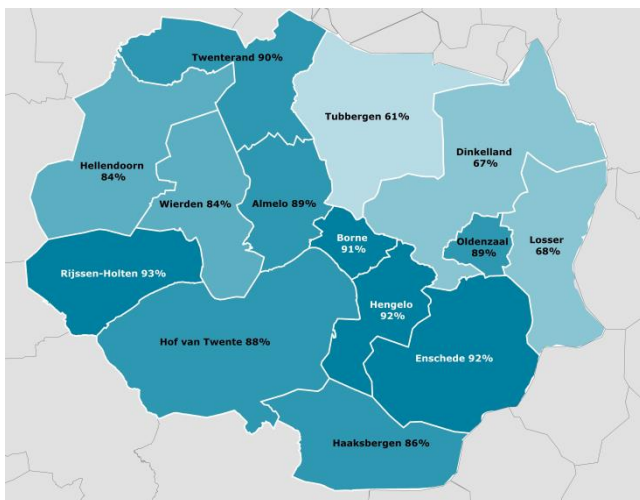 Twenterand 90%
Tubbergen 61%
Dinkelland
67%
Hellendoorn
84%
Wierden 84%
Almelo 89%
Borne
91%
Oldenzaal
89%
Losser
68%
Rijssen-Holten 93%
Hengelo
92%
Hof van Twente 88%
Enschede 92%
Haaksbergen 86%